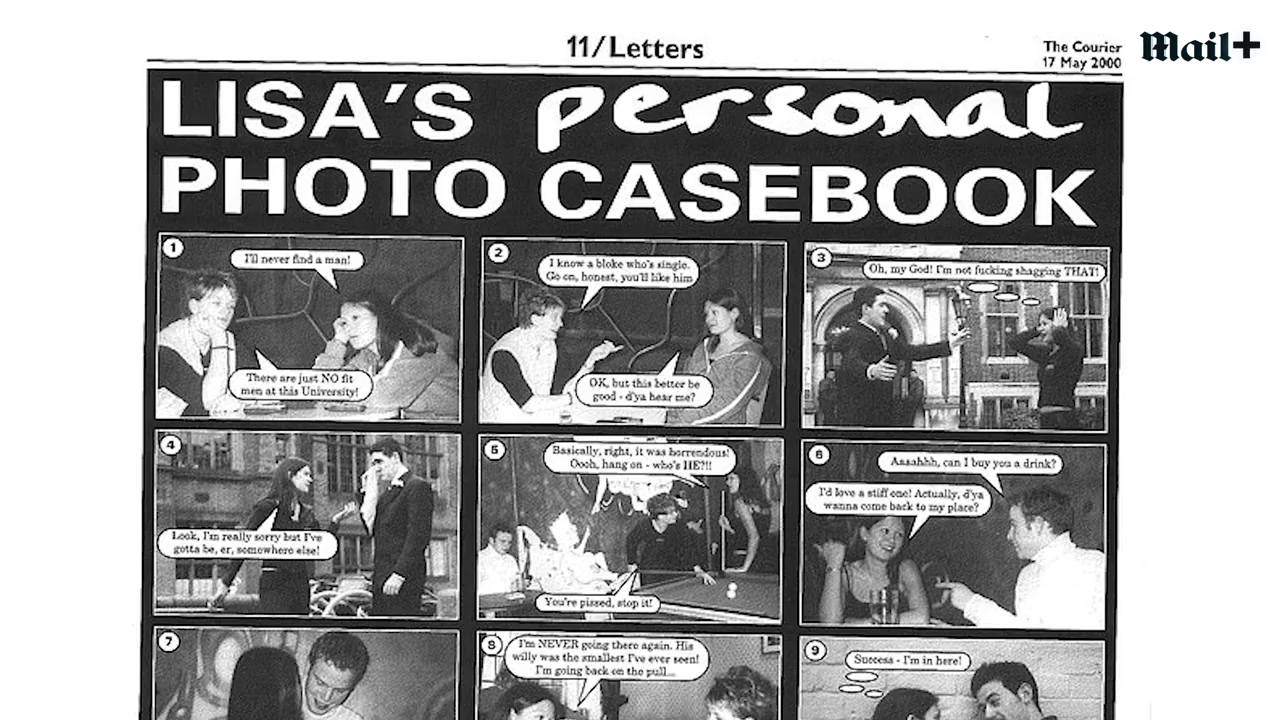 11/Letters
The Courier
17 May 2000
Mail+
LISA'S personal
PHOTO CASEBOOK
1
I'll never find a man!
There are just NO fit
men at this University!
2
I know a bloke who's single.
Go on, honest, you'll like him
OK, but this better be
good - d'ya hear me?
3
Oh, my God! I'm not fucking shagging THAT!
4
Look, I'm really sorry but I've
gotta be, er, somewhere else!
5
Basically, right, it was horrendous!
Oooh, hang on - who's HE?!!
You're pissed, stop it!
6
Aaaahhh, can I buy you a drink?
I'd love a stiff one! Actually, d'ya
wanna come back to my place?
7
8
I'm NEVER going there again. His
willy was the smallest I've ever seen!
I'm going back on the pull...
9
Success - I'm in here!